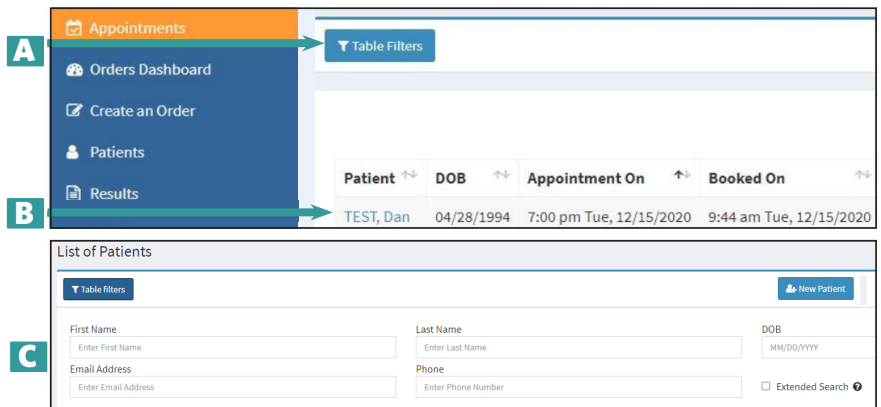 Appointments
A
Table Filters
Orders Dashboard
Create an Order
Patients
Results
Patient DOB Appointment On Booked On
B
TEST, Dan 04/28/1994 7:00 pm Tue, 12/15/2020 9:44 am Tue, 12/15/2020
List of Patients
Table filters New Patient
First Name Last Name DOB
Enter First Name Enter Last Name MM/DD/YYYY
C
Email Address Phone
Enter Email Address Enter Phone Number Extended Search